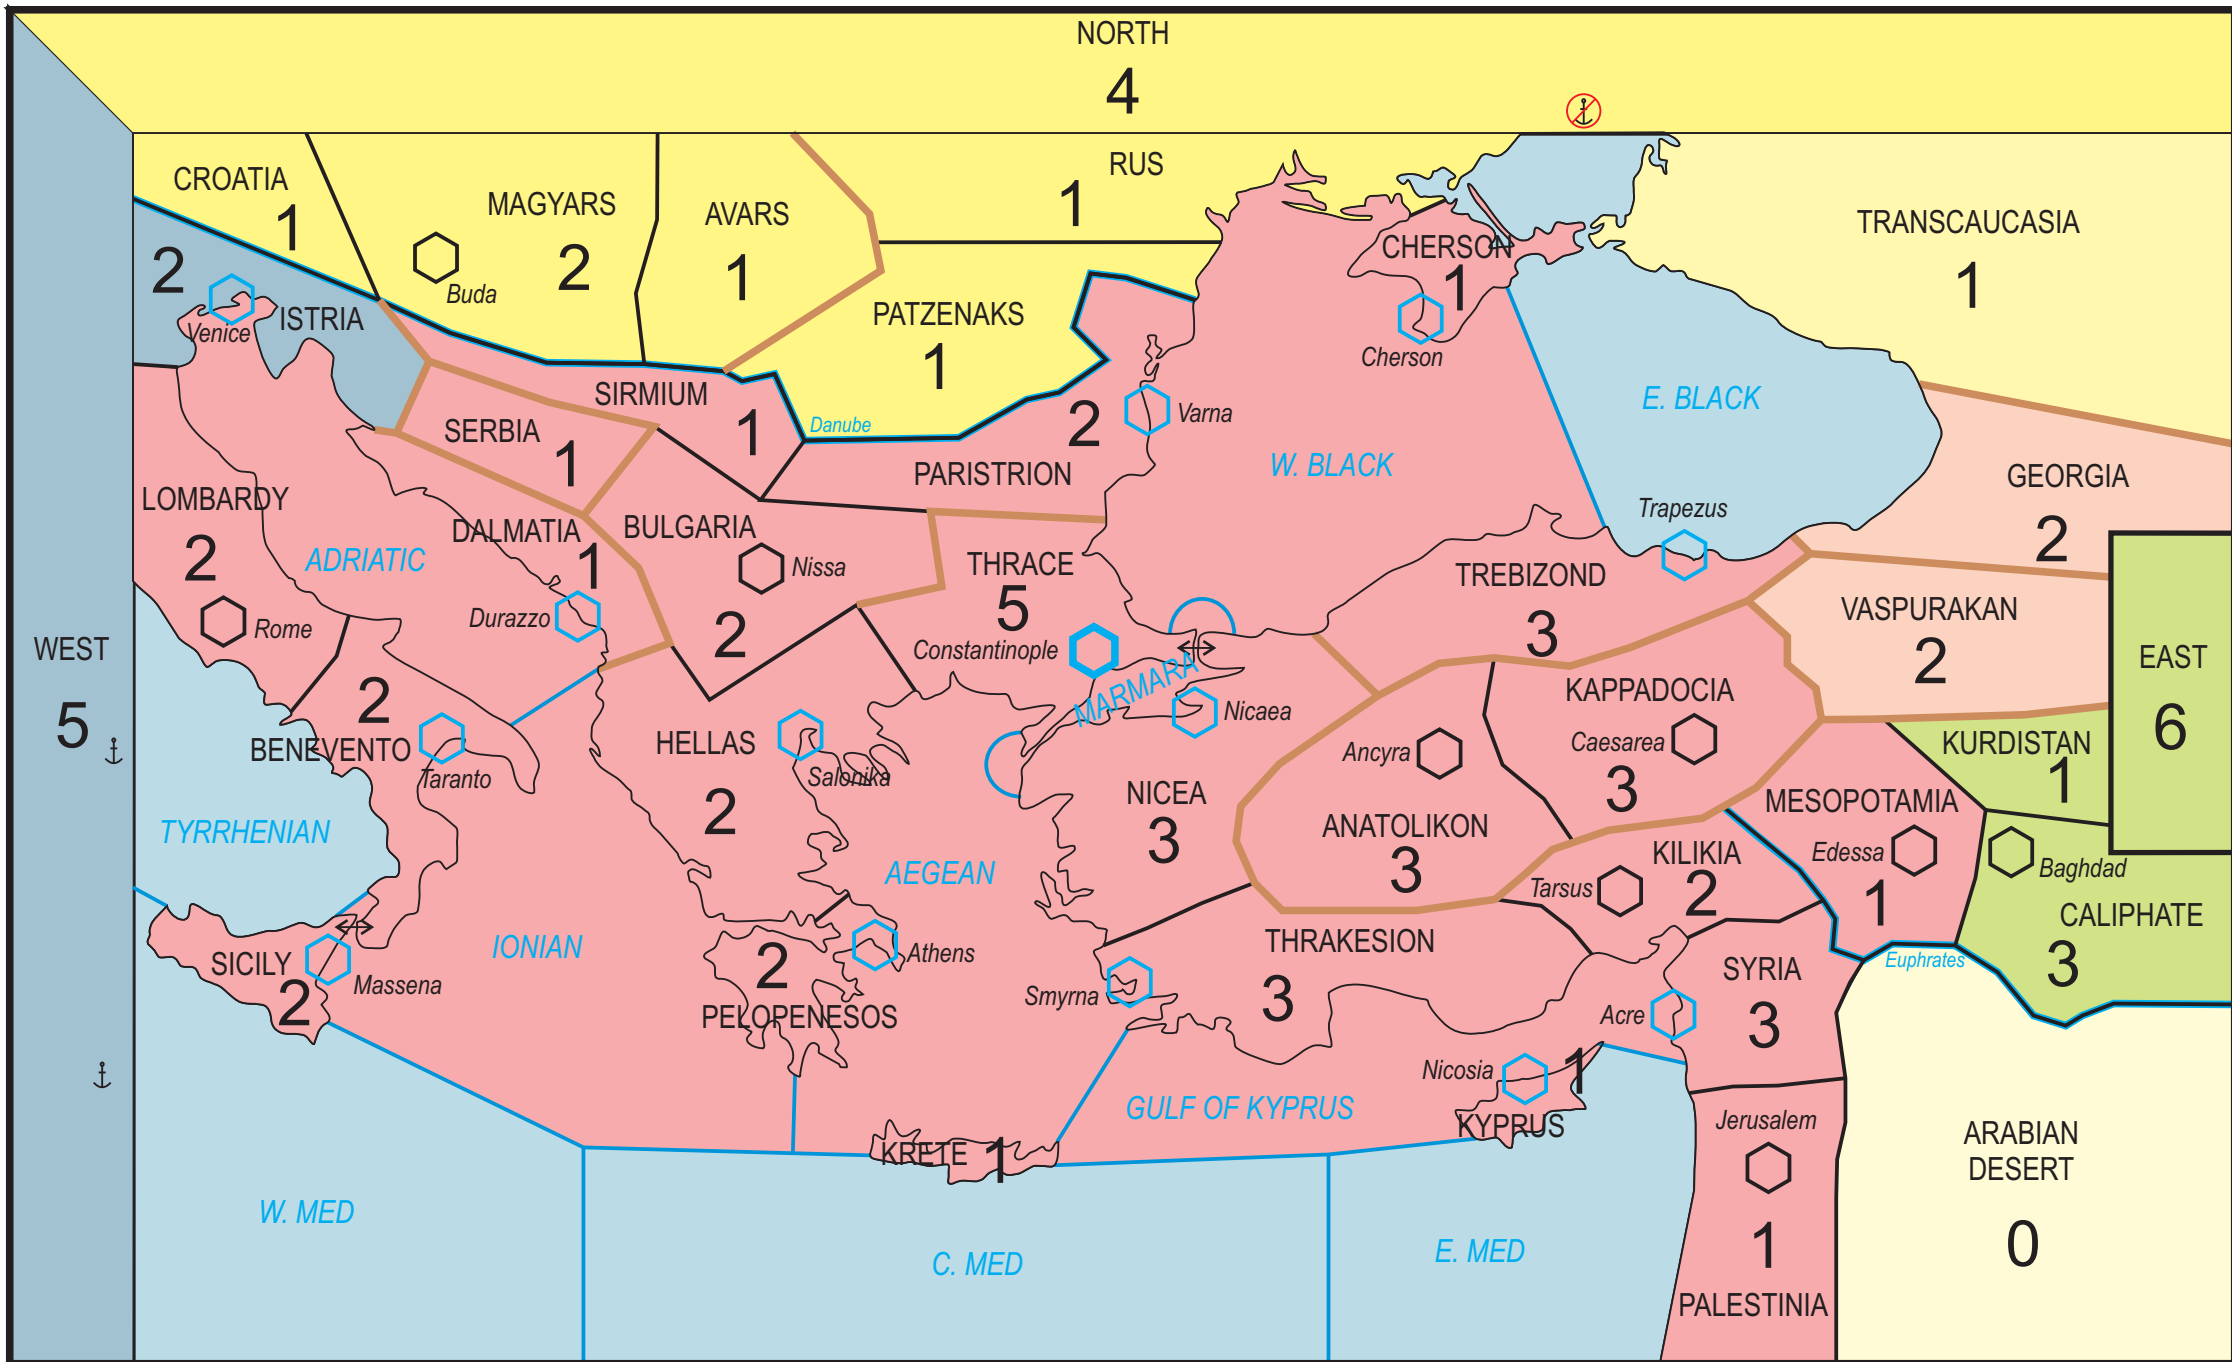 NORTH
4
CROATIA
1
MAGYARS
2
Buda
AVARS
1
RUS
1
TRANSCAUCASIA
1
CHERSON
1
Cherson
2
Venice
ISTRIA
PATZENAKS
1
SIRMIUM
1
Danube
2
Varna
E. BLACK
SERBIA
1
PARISTRION
W. BLACK
GEORGIA
2
LOMBARDY
2
Rome
ADRIATIC
DALMATIA
1
Durazzo
BULGARIA
Nissa
2
THRACE
5
Constantinople
Trapezus
TREBIZOND
3
VASPURAKAN
2
EAST
6
WEST
5
2
BENEVENTO
Taranto
HELLAS
2
Salonika
MARMARA
Nicaea
NICEA
3
Ancyra
ANATOLIKON
3
KAPPADOCIA
Caesarea
3
KURDISTAN
1
MESOPOTAMIA
Edessa
1
Baghdad
CALIPHATE
3
TYRRHENIAN
AEGEAN
KILIKIA
Tarsus
2
SICILY
2
Massena
IONIAN
2
Athens
PELOPENESOS
Smyrna
THRAKESION
3
SYRIA
3
Acre
Euphrates
Nicosia
1
KYPRUS
GULF OF KYPRUS
KRETE
1
Jerusalem
1
PALESTINIA
ARABIAN
DESERT
0
W. MED
C. MED
E. MED